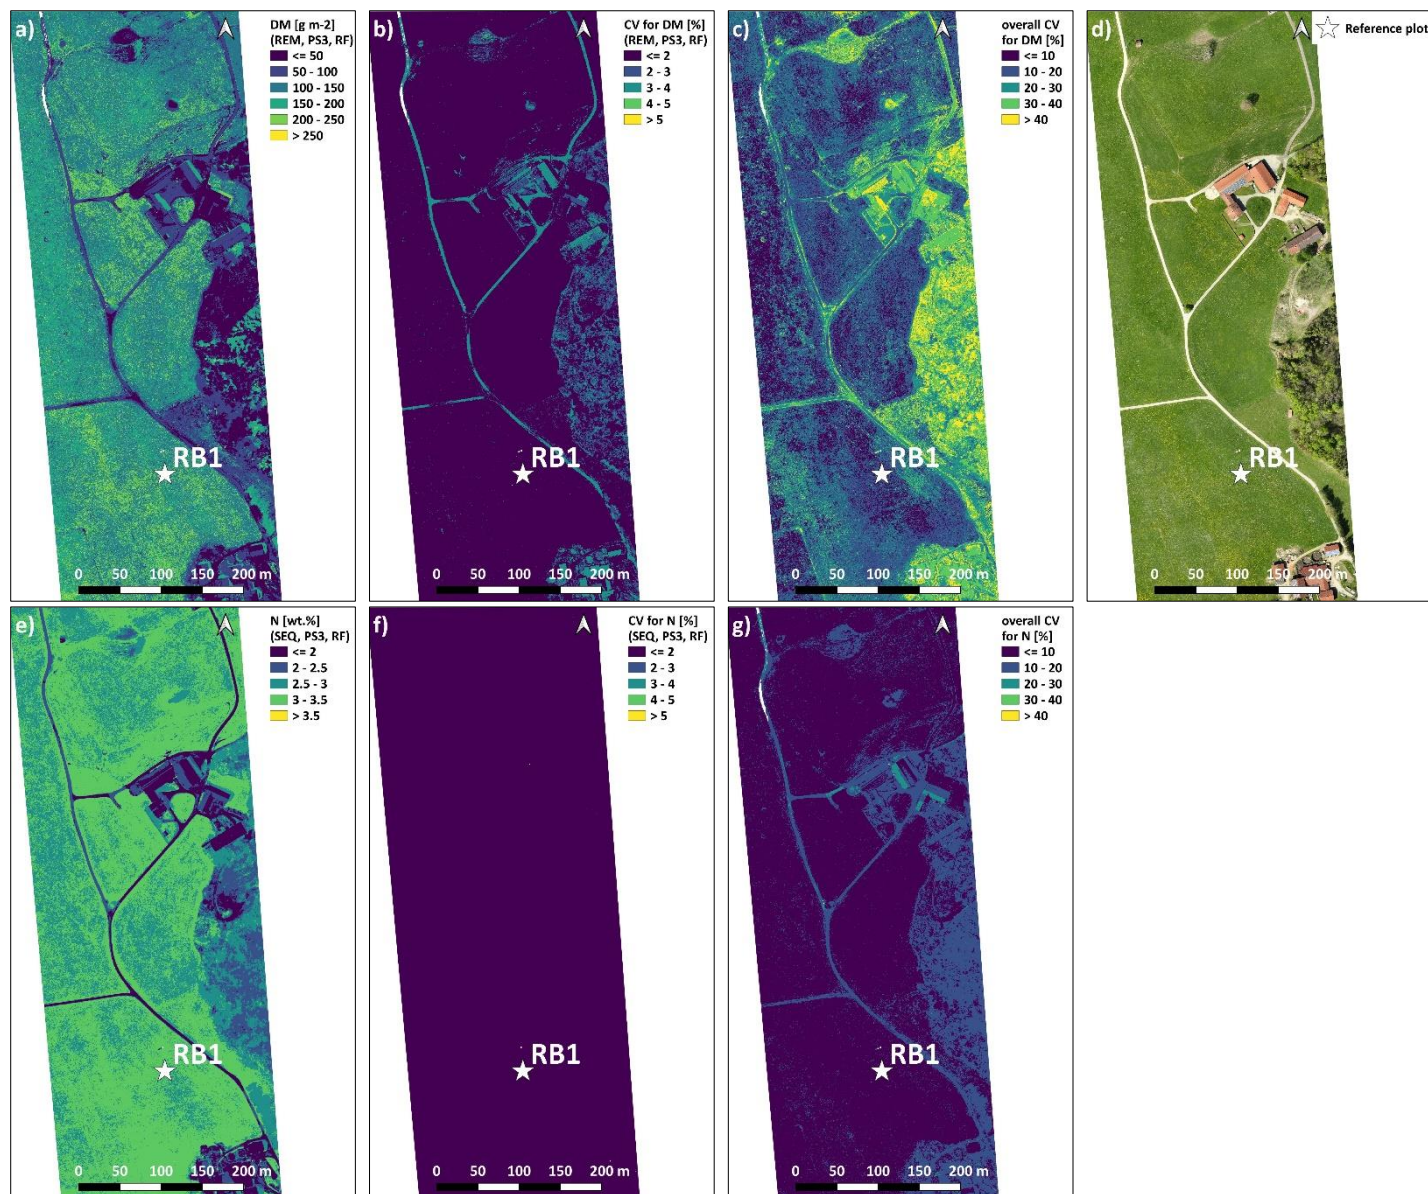 a)
DM [g m-2]
(REM, PS3, RF)
<= 50
50 - 100
100 - 150
150 - 200
200 - 250
> 250
RB1
0 50 100 150 200 m
b)
CV for DM [%]
(REM, PS3, RF)
<= 2
2 - 3
3 - 4
4 - 5
> 5
RB1
0 50 100 150 200 m
c)
overall CV
for DM [%]
<= 10
10 - 20
20 - 30
30 - 40
> 40
RB1
0 50 100 150 200 m
d)
Reference plot
RB1
0 50 100 150 200 m
e)
N [wt.%]
(SEQ, PS3, RF)
<= 2
2 - 2.5
2.5 - 3
3 - 3.5
> 3.5
RB1
0 50 100 150 200 m
f)
CV for N [%]
(SEQ, PS3, RF)
<= 2
2 - 3
3 - 4
4 - 5
> 5
RB1
0 50 100 150 200 m
g)
overall CV
for N [%]
<= 10
10 - 20
20 - 30
30 - 40
> 40
RB1
0 50 100 150 200 m